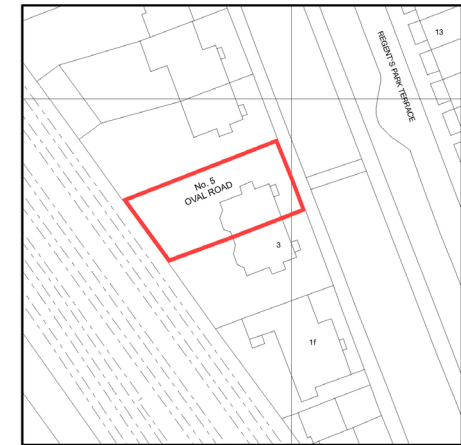 13
REGENT'S PARK TERRACE
No. 5
OVAL ROAD
3
1f